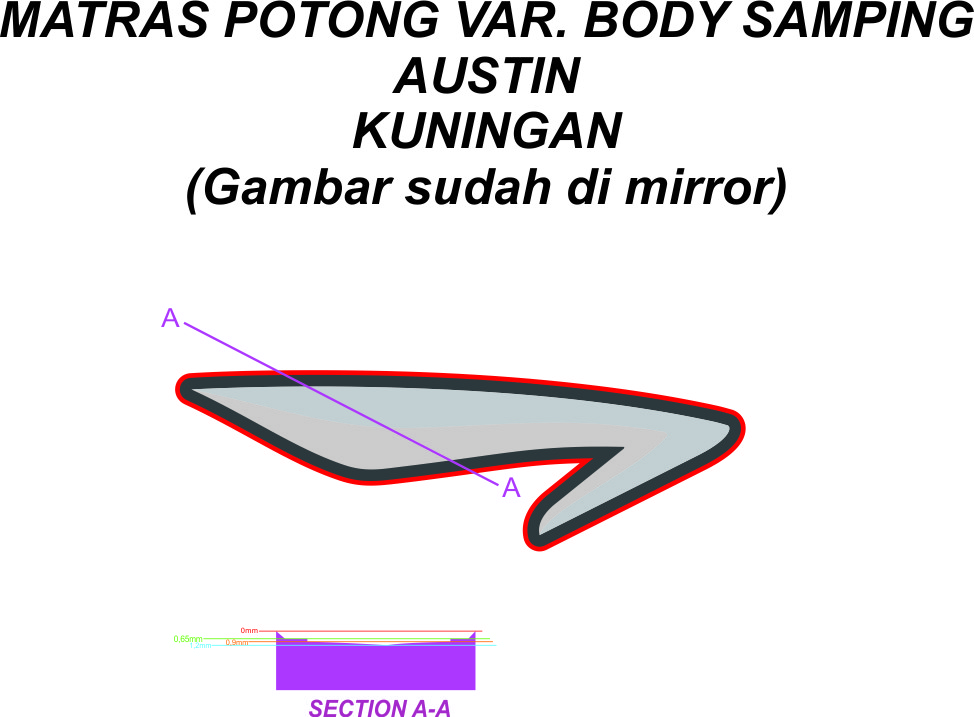 MATRAS POTONG VAR. BODY SAMPING
AUSTIN
KUNINGAN
(Gambar sudah di mirror)
A
A
0mm
0,65mm
0.9mm
1.2mm
SECTION A-A